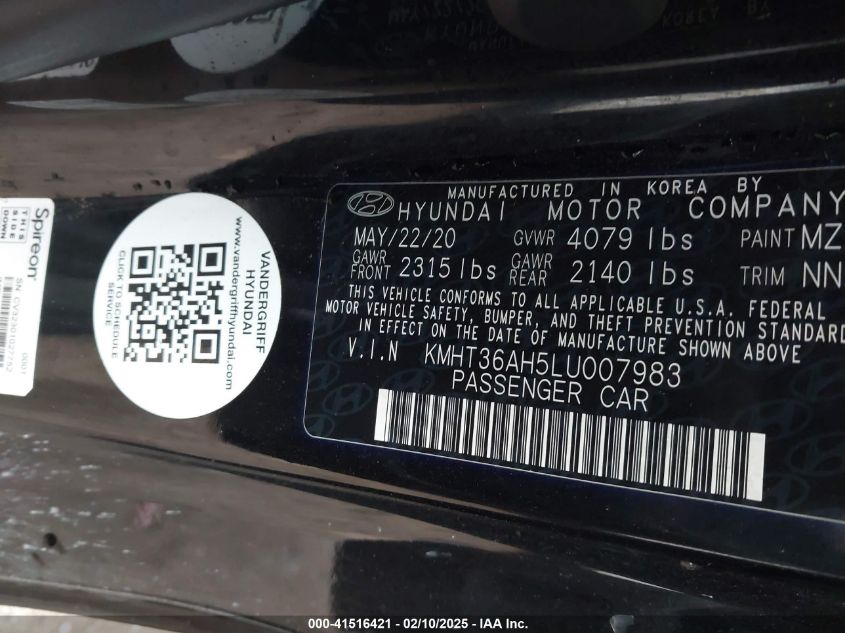 MANUFACTURED IN KOREA BY
HYUNDAI MOTOR COMPANY
MAY/22/20 GVWR 4079 lbs PAINT MZ
GAWR FRONT 2315 lbs GAWR REAR 2140 lbs TRIM NN
THIS VEHICLE CONFORMS TO ALL APPLICABLE U.S.A. FEDERAL
MOTOR VEHICLE SAFETY, BUMPER, AND THEFT PREVENTION STANDARD
IN EFFECT ON THE DATE OF MANUFACTURE SHOWN ABOVE
V.I.N KMHT36AH5LU007983
PASSENGER CAR
VANDERGRIFF
HYUNDAI
www.vandergriffhyundai.com
CLICK TO SCHEDULE
SERVICE
Spireon
THIS
SIDE
DOWN
000-41516421 - 02/10/2025 - IAA Inc.